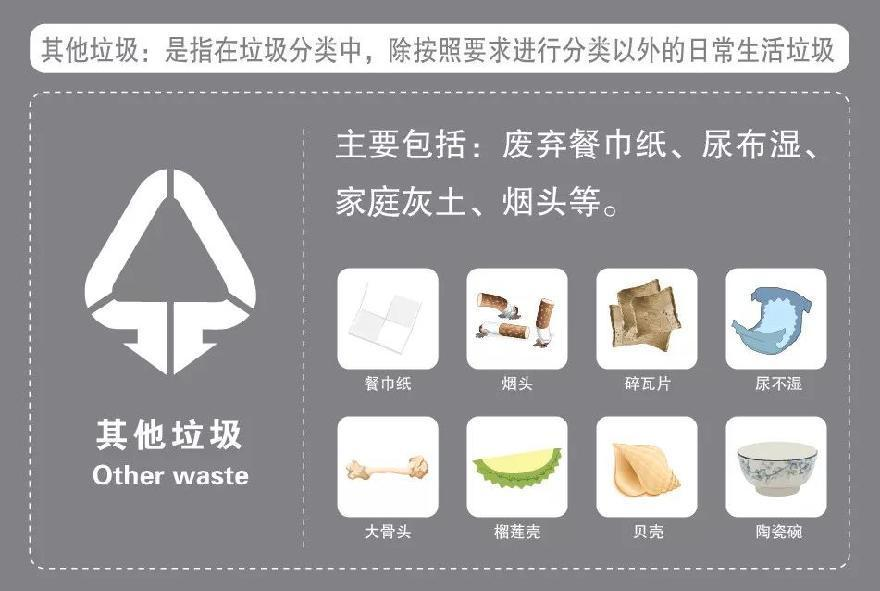 其他垃圾：是指在垃圾分类中，除按照要求进行分类以外的日常生活垃圾
主要包括：废弃餐巾纸、尿布湿、
家庭灰土、烟头等。
餐巾纸
烟头
碎瓦片
尿不湿
其他垃圾
Other waste
大骨头
榴莲壳
贝壳
陶瓷碗